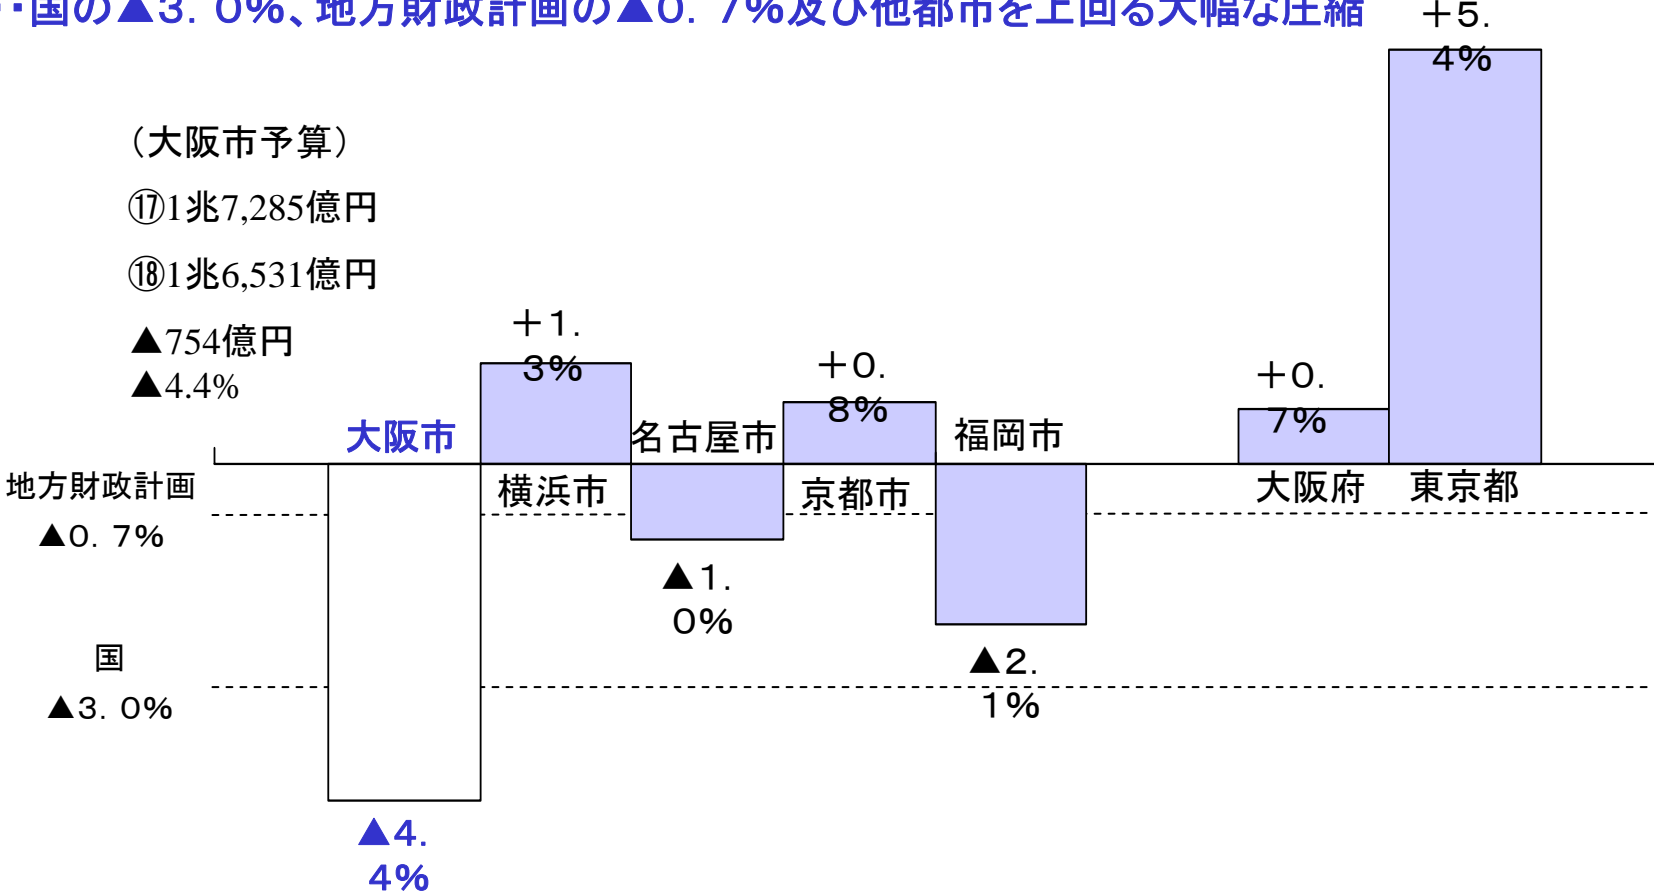 ・国の▲3．0%、地方財政計画の▲0．7%及び他都市を上回る大幅な圧縮
＋5．
4%
（大阪市予算）
⑰1兆7,285億円
⑱1兆6,531億円
▲754億円
▲4.4%
＋1．
3%
＋0．
8%
＋0．
7%
大阪市
名古屋市
福岡市
横浜市
京都市
大阪府
東京都
地方財政計画
▲0．7%
▲1．
0%
国
▲3．0%
▲2．
1%
▲4．
4%